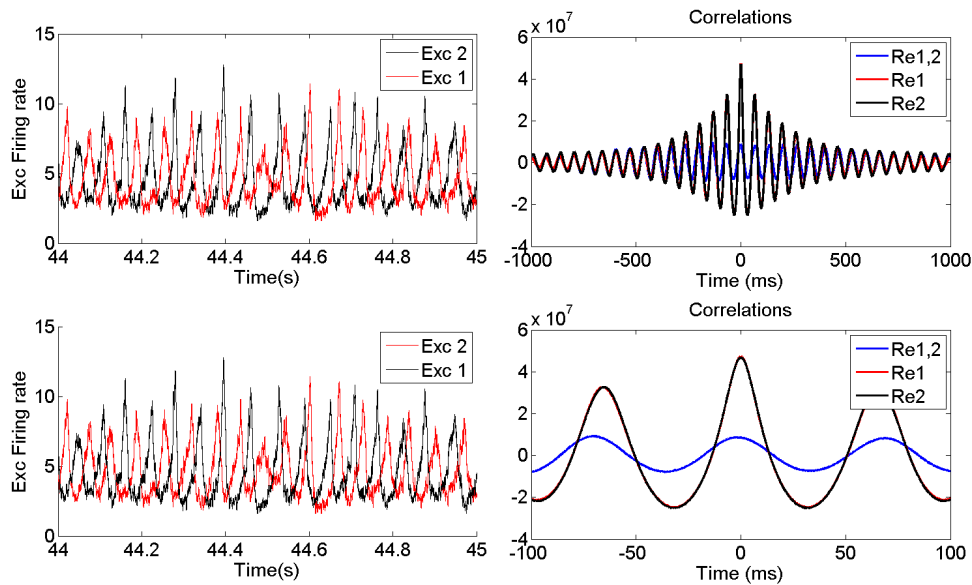 15
10
5
0
Exc Firing rate
Exc 2
Exc 1
44
44.2
44.4
44.6
44.8
45
Time(s)
Correlations
x 10^7
6
4
2
0
-2
-4
Re1,2
Re1
Re2
-1000
-500
0
500
1000
Time (ms)
15
10
5
0
Exc Firing rate
Exc 2
Exc 1
44
44.2
44.4
44.6
44.8
45
Time(s)
Correlations
x 10^7
6
4
2
0
-2
-4
Re1,2
Re1
Re2
-100
-50
0
50
100
Time (ms)